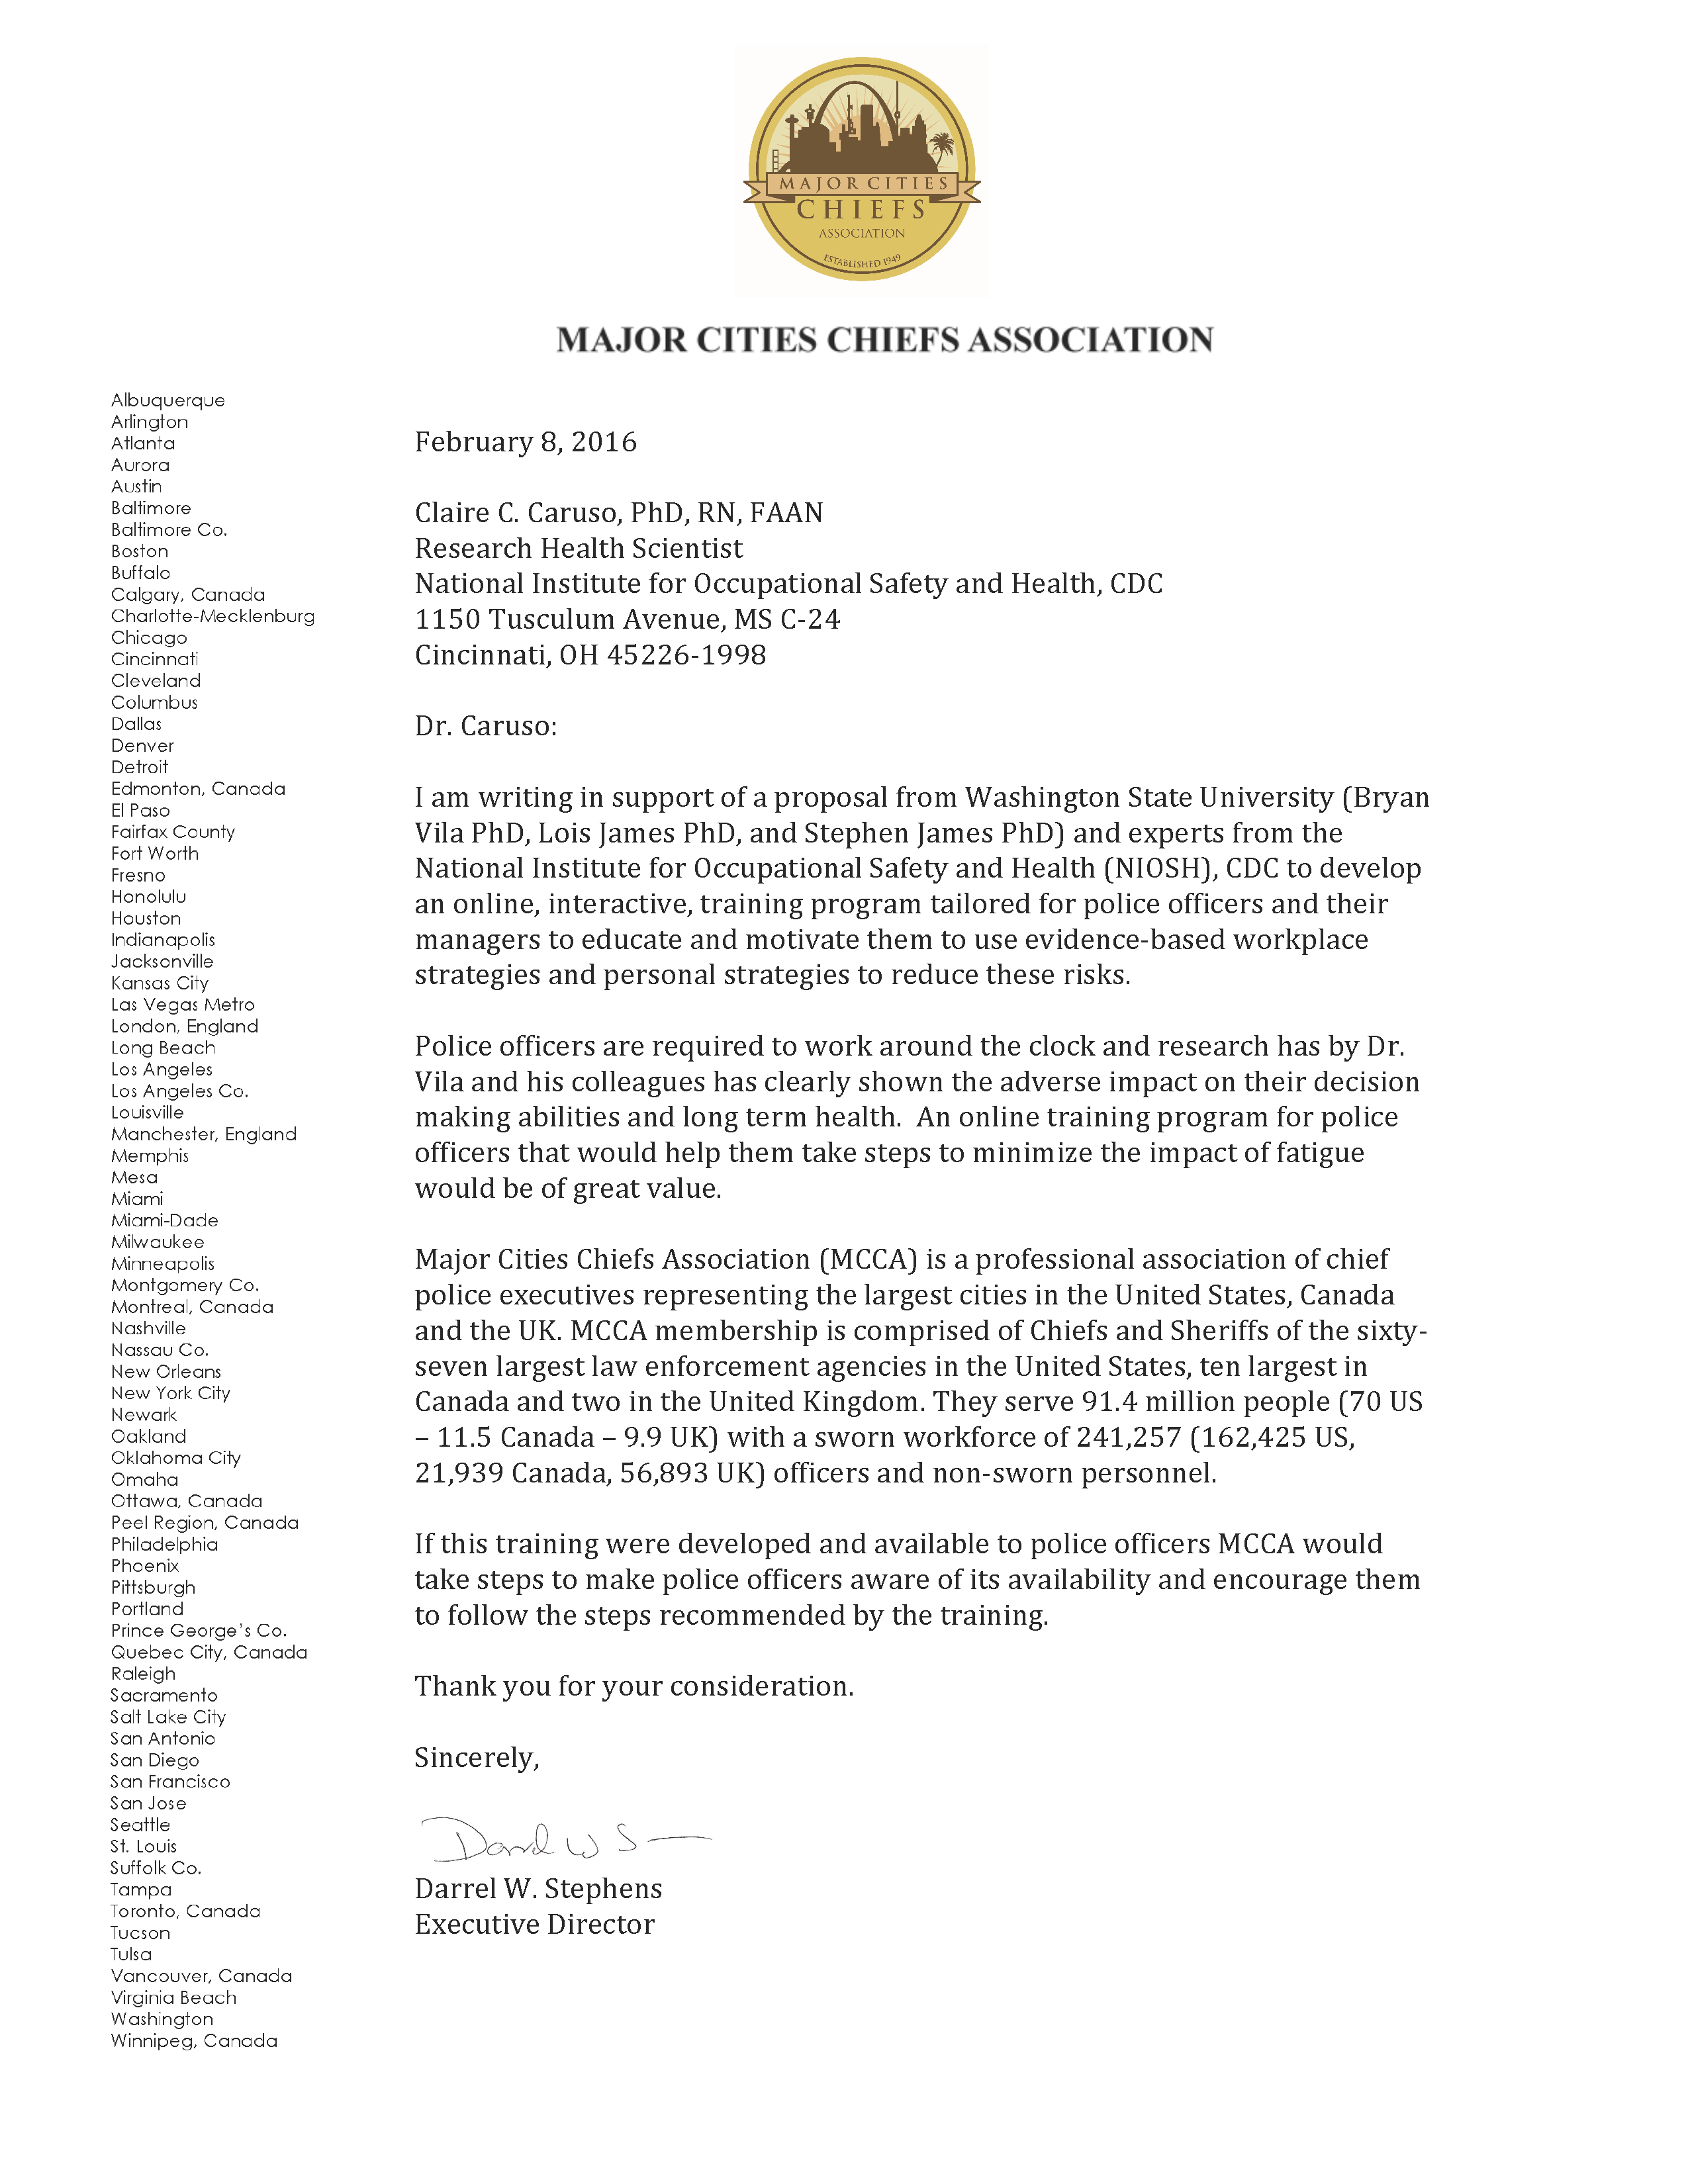 MAJOR CITIES
CHIEFS
ASSOCIATION
ESTABLISHED 1949
MAJOR CITIES CHIEFS ASSOCIATION
Albuquerque
Arlington
Atlanta
Aurora
Austin
Baltimore
Baltimore Co.
Boston
Buffalo
Calgary, Canada
Charlotte-Mecklenburg
Chicago
Cincinnati
Cleveland
Columbus
Dallas
Denver
Detroit
Edmonton, Canada
El Paso
Fairfax County
Fort Worth
Fresno
Honolulu
Houston
Indianapolis
Jacksonville
Kansas City
Las Vegas Metro
London, England
Long Beach
Los Angeles
Los Angeles Co.
Louisville
Manchester, England
Memphis
Mesa
Miami
Miami-Dade
Milwaukee
Minneapolis
Montgomery Co.
Montreal, Canada
Nashville
Nassau Co.
New Orleans
New York City
Newark
Oakland
Oklahoma City
Omaha
Ottawa, Canada
Peel Region, Canada
Philadelphia
Phoenix
Pittsburgh
Portland
Prince George's Co.
Quebec City, Canada
Raleigh
Sacramento
Salt Lake City
San Antonio
San Diego
San Francisco
San Jose
Seattle
St. Louis
Suffolk Co.
Tampa
Toronto, Canada
Tucson
Tulsa
Vancouver, Canada
Virginia Beach
Washington
Winnipeg, Canada
February 8, 2016
Claire C. Caruso, PhD, RN, FAAN
Research Health Scientist
National Institute for Occupational Safety and Health, CDC
1150 Tusculum Avenue, MS C-24
Cincinnati, OH 45226-1998
Dr. Caruso:
I am writing in support of a proposal from Washington State University (Bryan
Vila PhD, Lois James PhD, and Stephen James PhD) and experts from the
National Institute for Occupational Safety and Health (NIOSH), CDC to develop
an online, interactive, training program tailored for police officers and their
managers to educate and motivate them to use evidence-based workplace
strategies and personal strategies to reduce these risks.
Police officers are required to work around the clock and research has by Dr.
Vila and his colleagues has clearly shown the adverse impact on their decision
making abilities and long term health.  An online training program for police
officers that would help them take steps to minimize the impact of fatigue
would be of great value.
Major Cities Chiefs Association (MCCA) is a professional association of chief
police executives representing the largest cities in the United States, Canada
and the UK. MCCA membership is comprised of Chiefs and Sheriffs of the sixty-
seven largest law enforcement agencies in the United States, ten largest in
Canada and two in the United Kingdom. They serve 91.4 million people (70 US
– 11.5 Canada – 9.9 UK) with a sworn workforce of 241,257 (162,425 US,
21,939 Canada, 56,893 UK) officers and non-sworn personnel.
If this training were developed and available to police officers MCCA would
take steps to make police officers aware of its availability and encourage them
to follow the steps recommended by the training.
Thank you for your consideration.
Sincerely,
Darrel W. Stephens
Executive Director